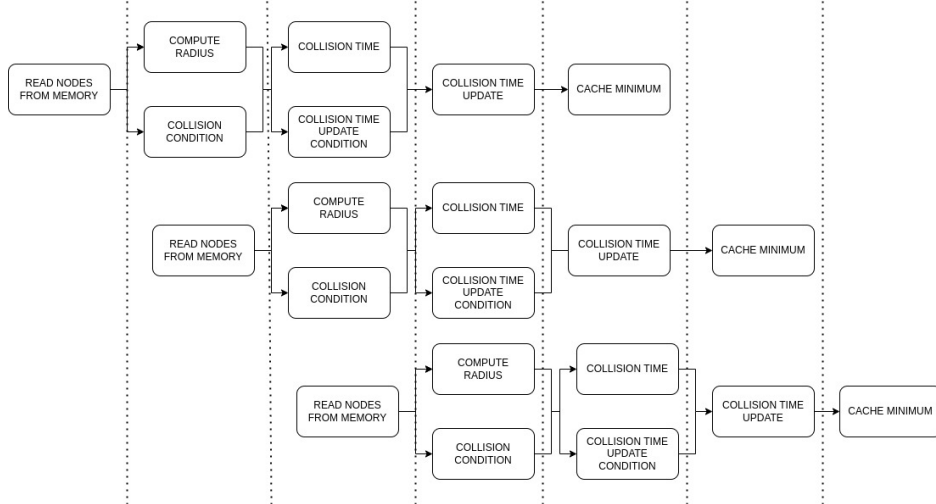 COMPUTE
RADIUS
COLLISION TIME
READ NODES
FROM MEMORY
COLLISION TIME
UPDATE
CACHE MINIMUM
COLLISION
CONDITION
COLLISION TIME
UPDATE
CONDITION
COMPUTE
RADIUS
COLLISION TIME
READ NODES
FROM MEMORY
COLLISION TIME
UPDATE
CACHE MINIMUM
COLLISION
CONDITION
COLLISION TIME
UPDATE
CONDITION
COMPUTE
RADIUS
COLLISION TIME
READ NODES
FROM MEMORY
COLLISION TIME
UPDATE
CACHE MINIMUM
COLLISION
CONDITION
COLLISION TIME
UPDATE
CONDITION